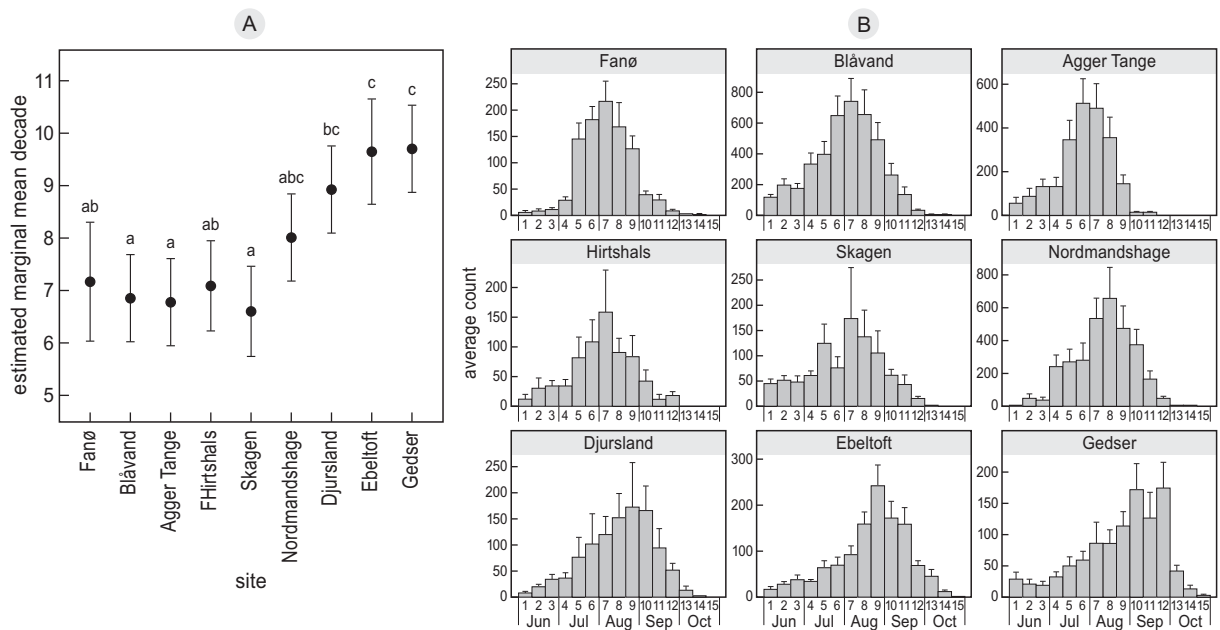 A
estimated marginal mean decade
11
10
9
8
7
6
5
ab
a
a
ab
a
abc
bc
c
c
Fanø
Blåvand
Agger Tange
FHirtshals
Skagen
Nordmandshage
Djursland
Ebeltoft
Gedser
site
B
average count
Fanø
250
200
150
100
50
0
1 2 3 4 5 6 7 8 9 10 11 12 13 14 15
Blåvand
800
600
400
200
0
1 2 3 4 5 6 7 8 9 10 11 12 13 14 15
Agger Tange
600
400
200
0
1 2 3 4 5 6 7 8 9 10 11 12 13 14 15
Hirtshals
200
150
100
50
0
1 2 3 4 5 6 7 8 9 10 11 12 13 14 15
Skagen
250
200
150
100
50
0
1 2 3 4 5 6 7 8 9 10 11 12 13 14 15
Nordmandshage
800
600
400
200
0
1 2 3 4 5 6 7 8 9 10 11 12 13 14 15
Djursland
250
200
150
100
50
0
1 2 3 4 5 6 7 8 9 10 11 12 13 14 15
Jun Jul Aug Sep Oct
Ebeltoft
300
200
100
0
1 2 3 4 5 6 7 8 9 10 11 12 13 14 15
Jun Jul Aug Sep Oct
Gedser
200
150
100
50
0
1 2 3 4 5 6 7 8 9 10 11 12 13 14 15
Jun Jul Aug Sep Oct